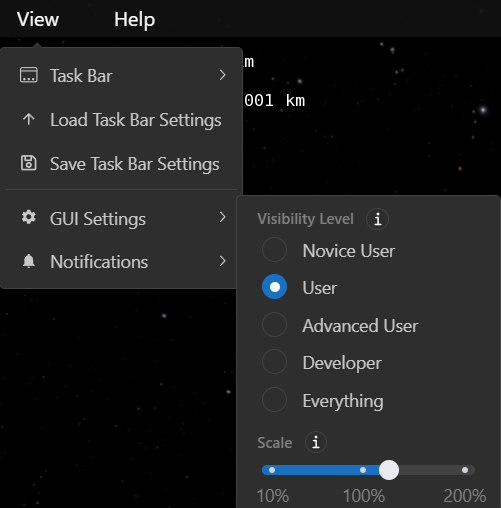 View Help
Task Bar
m
Load Task Bar Settings
001 km
Save Task Bar Settings
GUI Settings
Notifications
Visibility Level i
Novice User
User
Advanced User
Developer
Everything
Scale i
10% 100% 200%